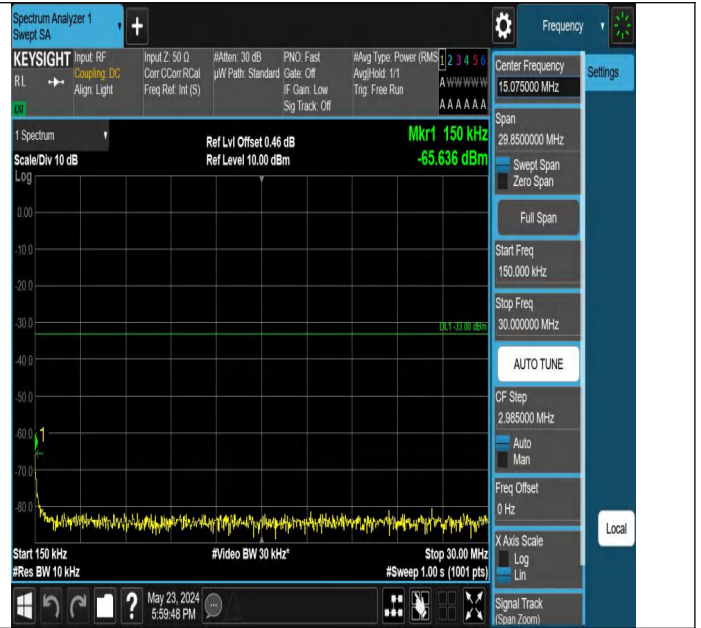 Spectrum Analyzer 1
Swept SA
+
Frequency
KEYSIGHT
RL
LXI
Input: RF
Coupling: DC
Align: Light
Input Z: 50 Ω
Corr CCorr RCal
Freq Ref: Int (S)
#Atten: 30 dB
µW Path: Standard
PNO: Fast
Gate: Off
IF Gain: Low
Sig Track: Off
#Avg Type: Power (RMS
Avg|Hold: 1/1
Trig: Free Run
1 2 3 4 5 6
A W W W W W
A A A A A A
1 Spectrum
Scale/Div 10 dB
Log
Ref Lvl Offset 0.46 dB
Ref Level 10.00 dBm
Mkr1 150 kHz
-65.636 dBm
0.00
-10.0
-20.0
-30.0
DL1 -33.00 dBm
-40.0
-50.0
-60.0
1
-70.0
-80.0
Start 150 kHz
#Res BW 10 kHz
#Video BW 30 kHz*
Stop 30.00 MHz
#Sweep 1.00 s (1001 pts)
Center Frequency
15.075000 MHz
Settings
Span
29.8500000 MHz
Swept Span
Zero Span
Full Span
Start Freq
150.000 kHz
Stop Freq
30.000000 MHz
AUTO TUNE
CF Step
2.985000 MHz
Auto
Man
Freq Offset
0 Hz
X Axis Scale
Log
Lin
Signal Track
(Span Zoom)
Local
?
May 23, 2024
5:59:48 PM